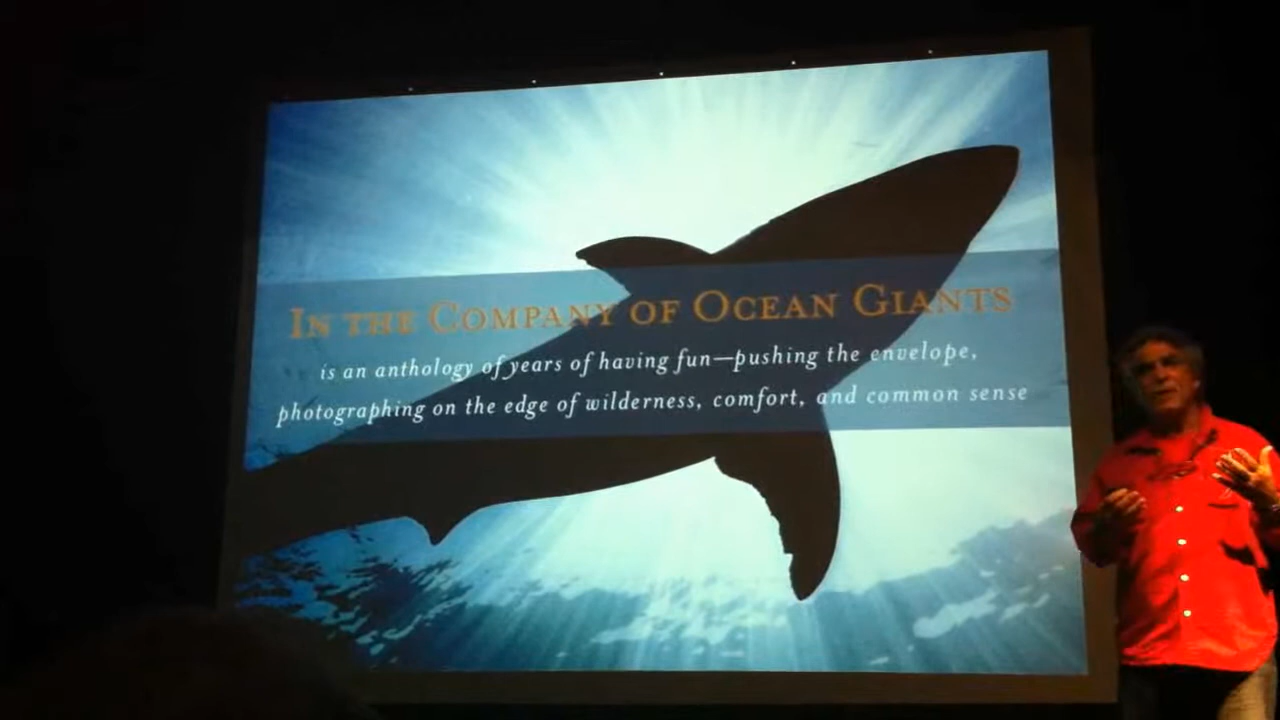 IN THE COMPANY OF OCEAN GIANTS
is an anthology of years of having fun—pushing the envelope,
photographing on the edge of wilderness, comfort, and common sense